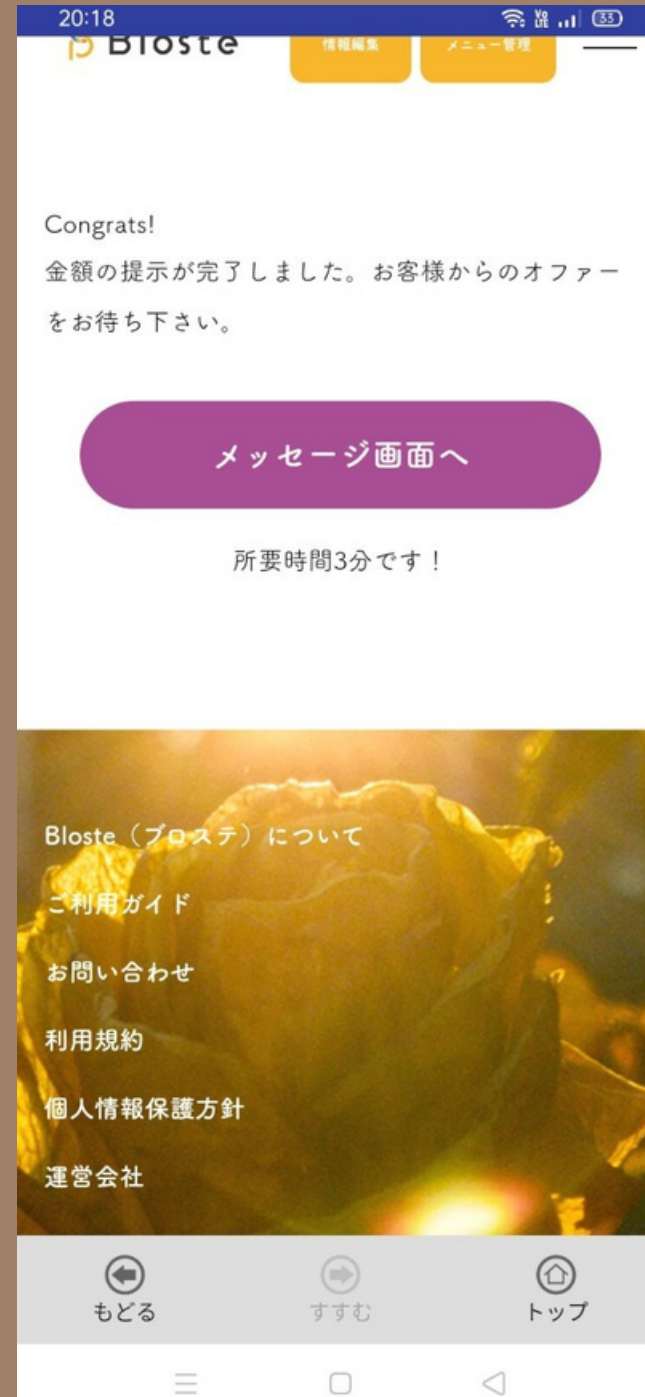 20:18
Vo LTE 33
Bloste
情報編集
メニュー管理
Congrats!
金額の提示が完了しました。お客様からのオファー
をお待ち下さい。
メッセージ画面へ
所要時間3分です！
Bloste（ブロステ）について
ご利用ガイド
お問い合わせ
利用規約
個人情報保護方針
運営会社
もどる
すすむ
トップ